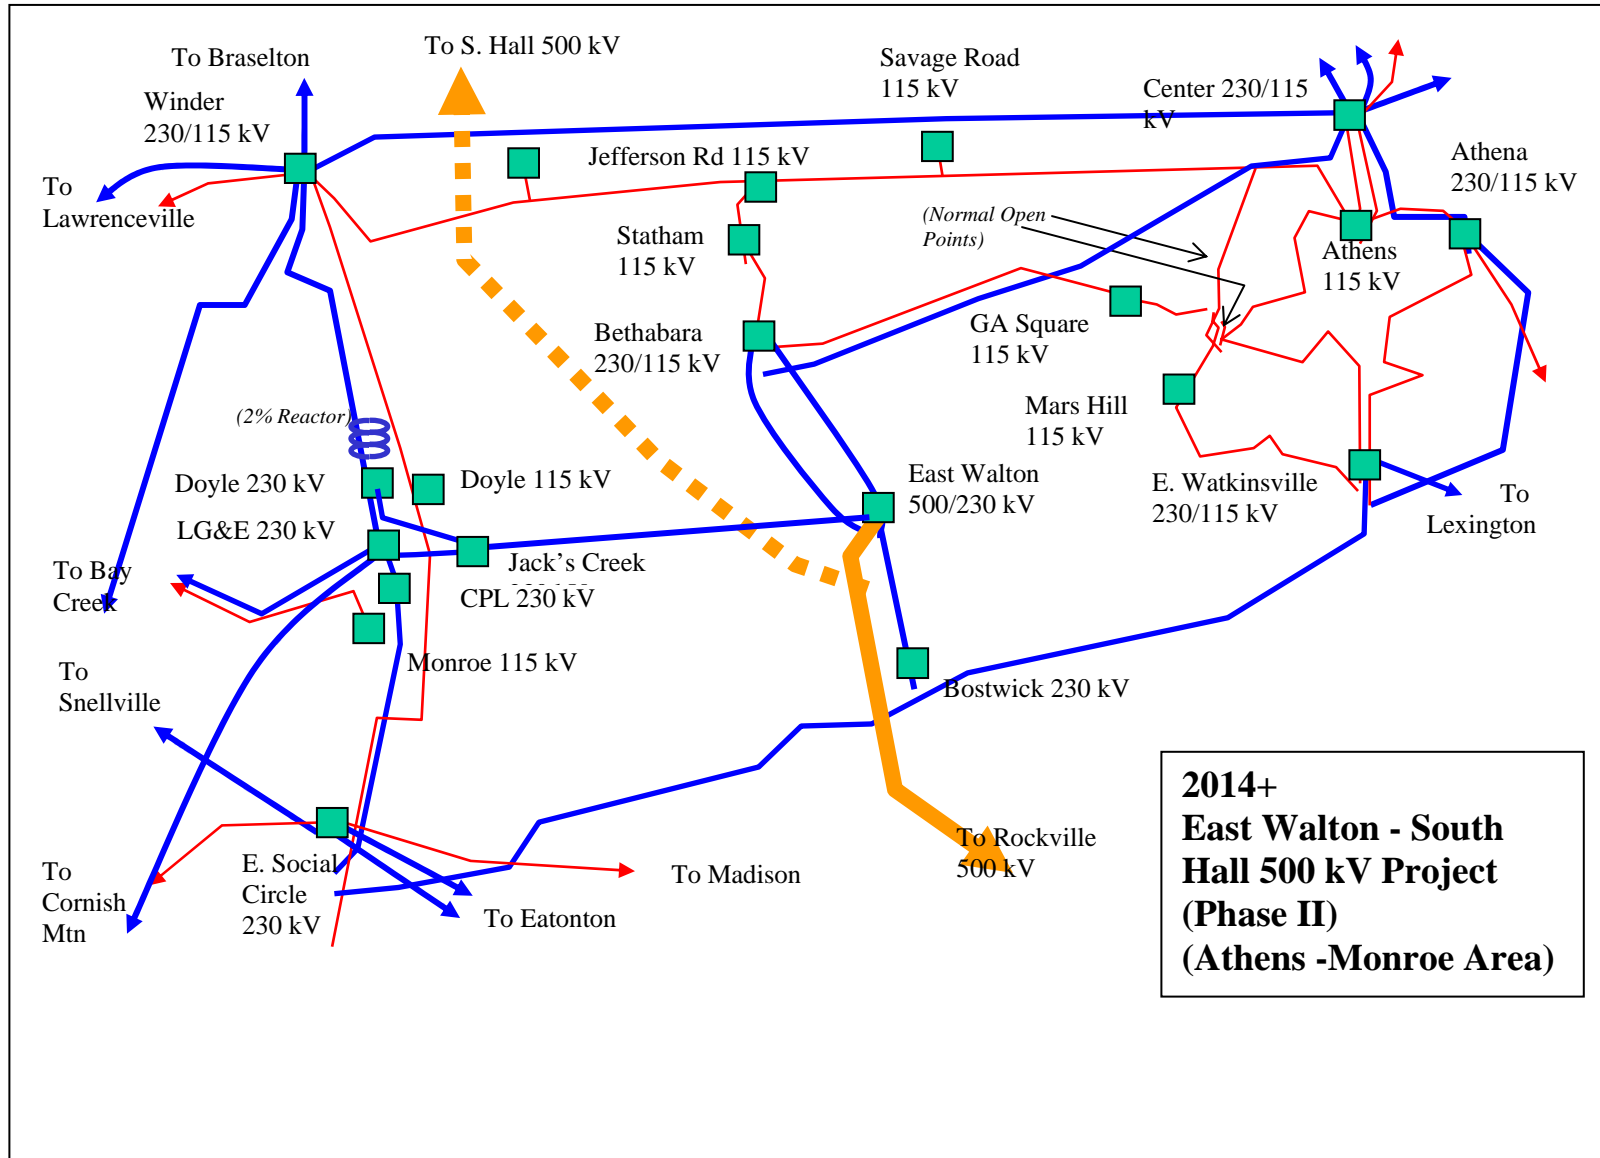 To Braselton
To S. Hall 500 kV
Savage Road
115 kV
Center 230/115
kV
Winder
230/115 kV
Jefferson Rd 115 kV
Athena
230/115 kV
To
Lawrenceville
(Normal Open
Points)
Statham
115 kV
Athens
115 kV
Bethabara
230/115 kV
GA Square
115 kV
(2% Reactor)
Mars Hill
115 kV
Doyle 230 kV
Doyle 115 kV
East Walton
500/230 kV
E. Watkinsville
230/115 kV
To
Lexington
LG&E 230 kV
Jack's Creek
To Bay
Creek
CPL 230 kV
Monroe 115 kV
To
Snellville
Bostwick 230 kV
2014+
East Walton - South
Hall 500 kV Project
(Phase II)
(Athens -Monroe Area)
To Rockville
500 kV
To
Cornish
Mtn
E. Social
Circle
230 kV
To Madison
To Eatonton